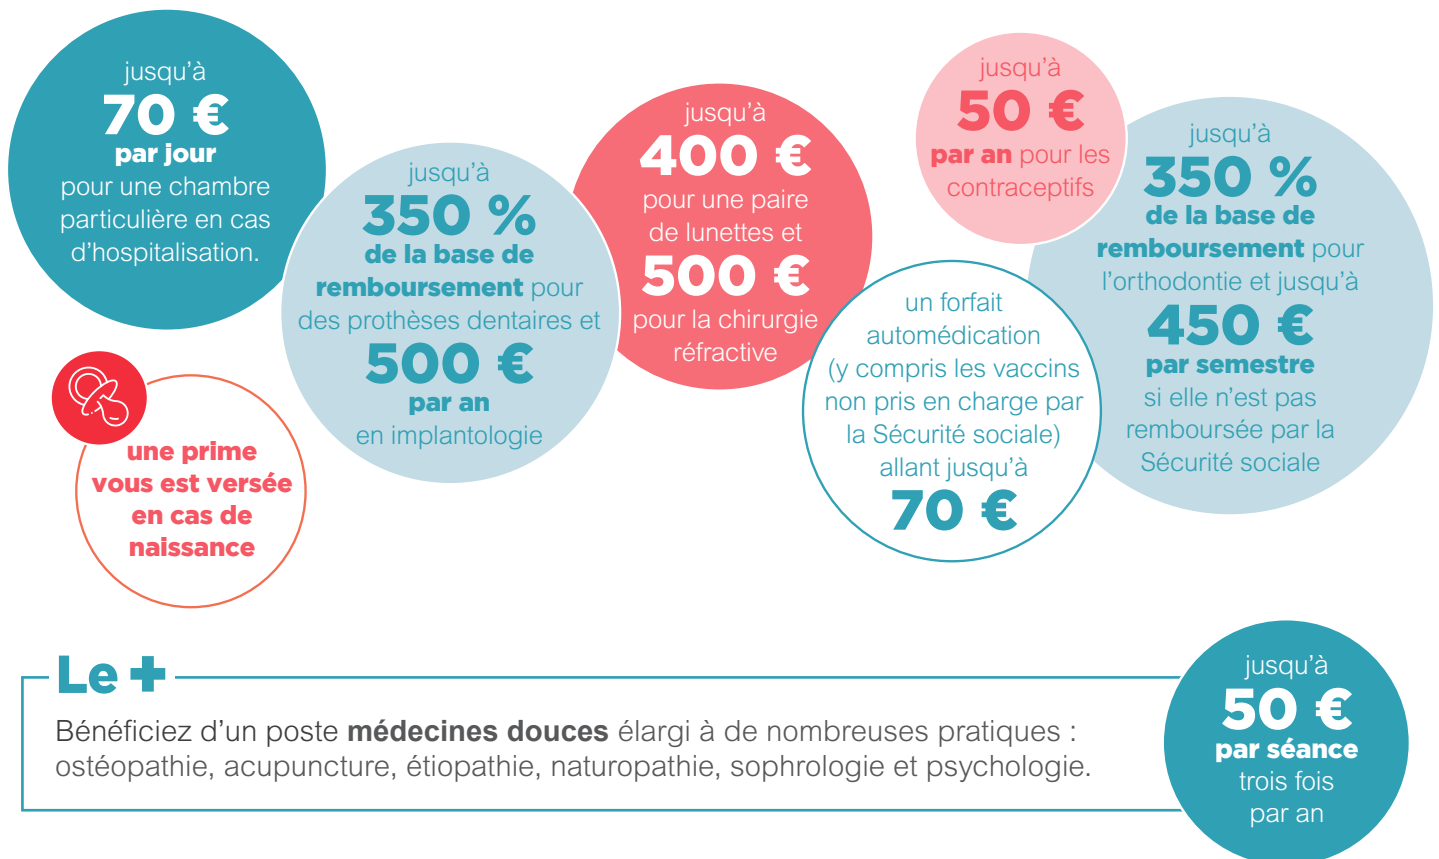 jusqu'à
70 €
par jour
pour une chambre
particulière en cas
d'hospitalisation.
jusqu'à
350 %
de la base de
remboursement pour
des prothèses dentaires et
500 €
par an
en implantologie
jusqu'à
400 €
pour une paire
de lunettes et
500 €
pour la chirurgie
réfractive
jusqu'à
50 €
par an pour les
contraceptifs
jusqu'à
350 %
de la base de
remboursement pour
l'orthodontie et jusqu'à
450 €
par semestre
si elle n'est pas
remboursée par la
Sécurité sociale
un forfait
automédication
(y compris les vaccins
non pris en charge par
la Sécurité sociale)
allant jusqu'à
70 €
une prime
vous est versée
en cas de
naissance
Le +
Bénéficiez d'un poste médecines douces élargi à de nombreuses pratiques :
ostéopathie, acupuncture, étiopathie, naturopathie, sophrologie et psychologie.
jusqu'à
50 €
par séance
trois fois
par an